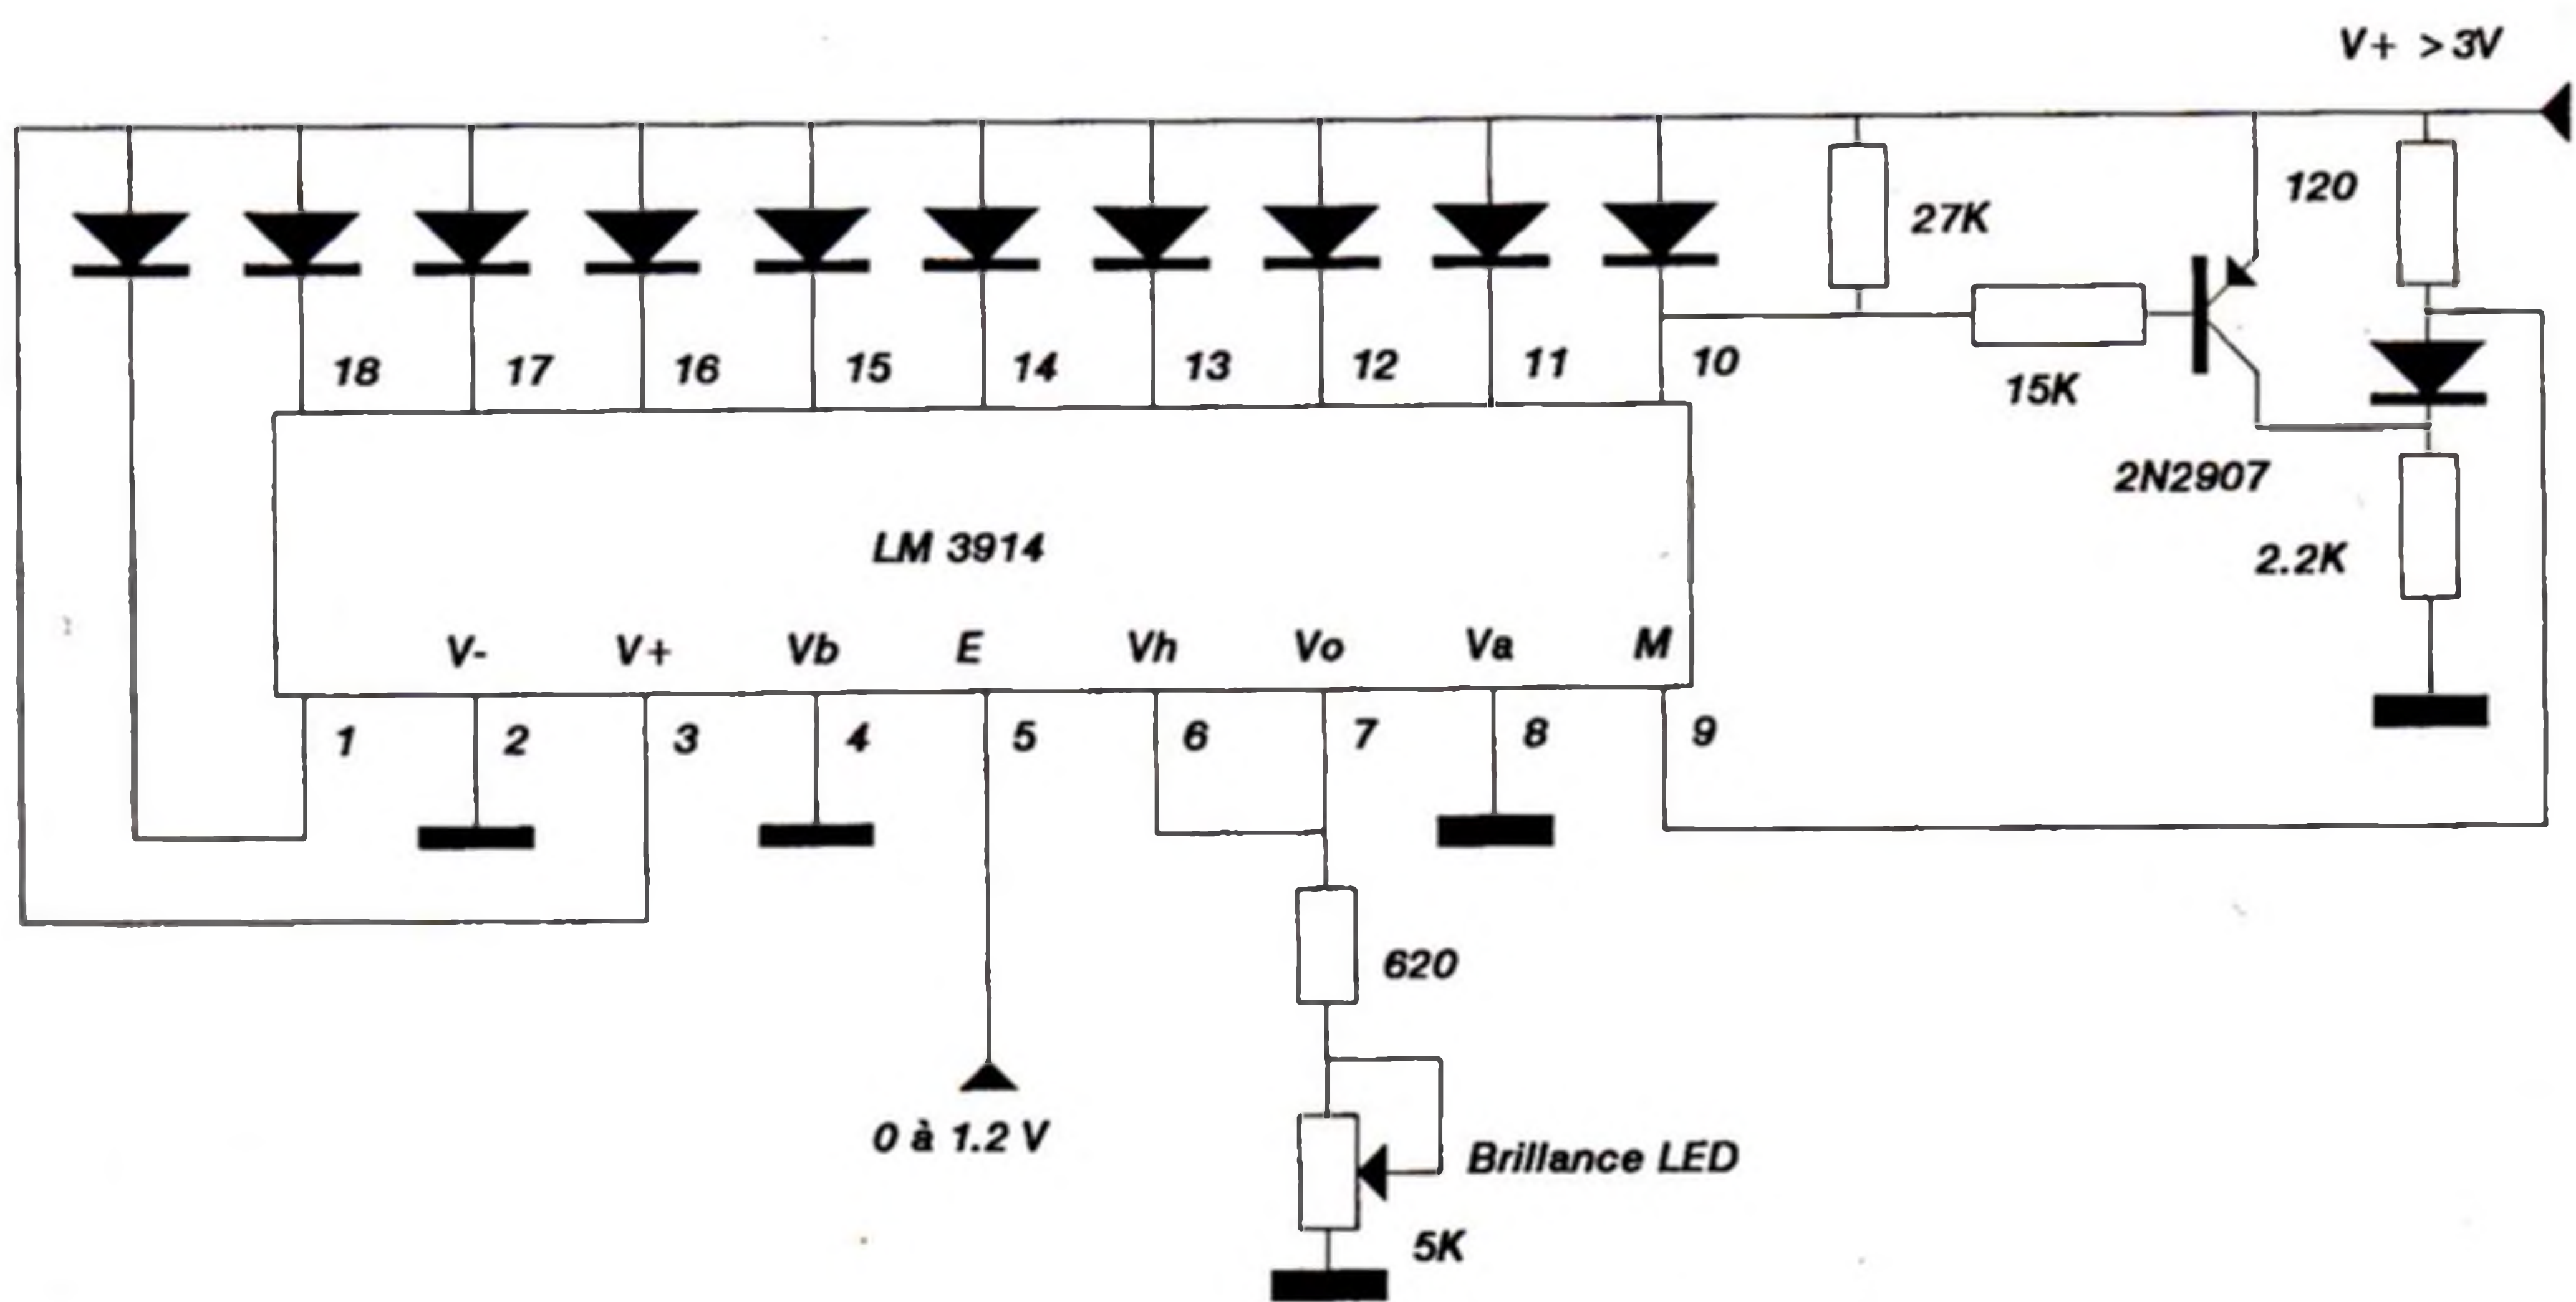 V+ > 3V
120
27K
18
17
16
15
14
13
12
11
10
15K
2N2907
2.2K
LM 3914
V-
V+
Vb
E
Vh
Vo
Va
M
1
2
3
4
5
6
7
8
9
620
0 à 1.2 V
Brillance LED
5K